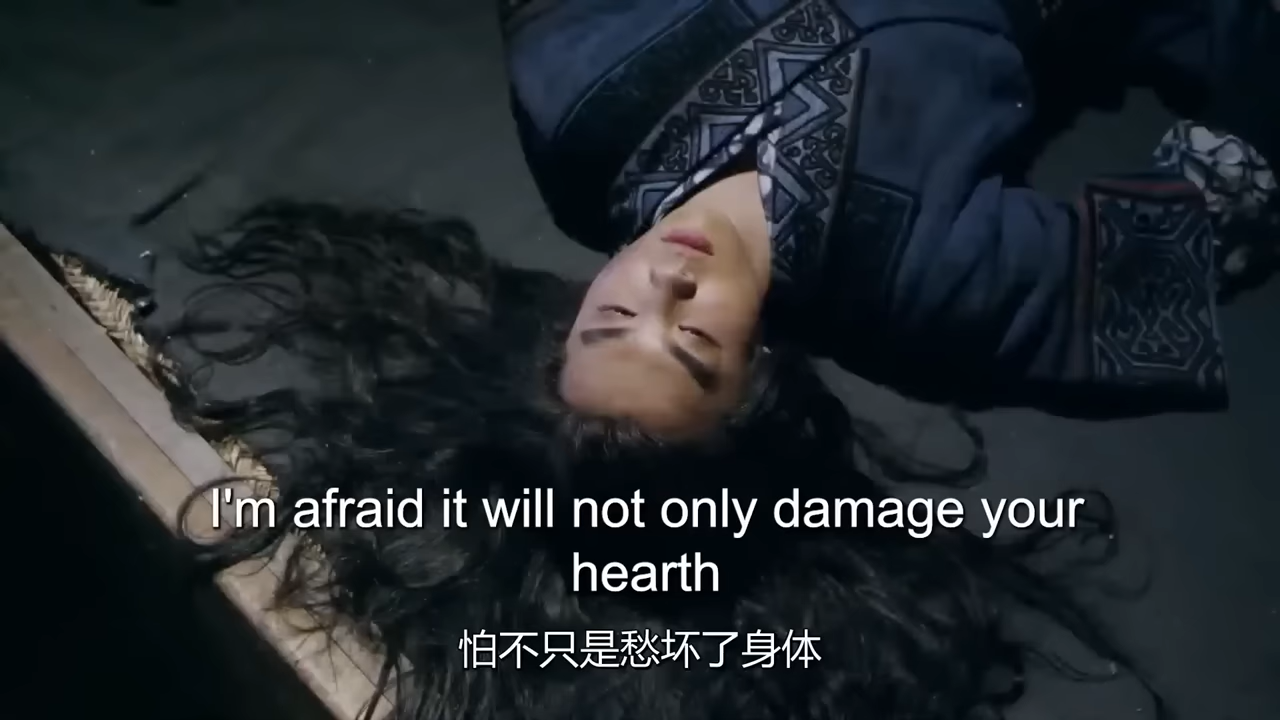 I'm afraid it will not only damage your
hearth
怕不只是愁坏了身体